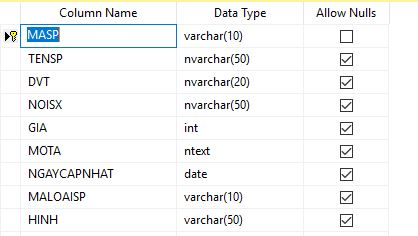 Column Name Data Type Allow Nulls
MASP varchar(10)
TENSP nvarchar(50)
DVT nvarchar(20)
NOISX nvarchar(50)
GIA int
MOTA ntext
NGAYCAPNHAT date
MALOAISP varchar(10)
HINH varchar(50)